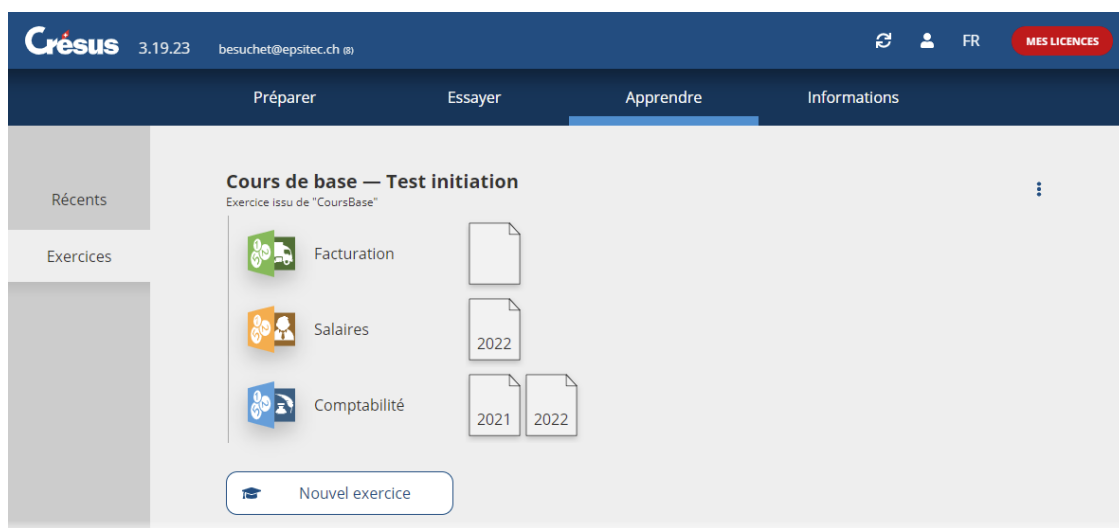 Crésus 3.19.23 besuchet@epsitec.ch (8) FR MES LICENCES
Préparer Essayer Apprendre Informations
Récents
Exercices
Cours de base — Test initiation
Exercice issu de "CoursBase"
Facturation
Salaires 2022
Comptabilité 2021 2022
Nouvel exercice